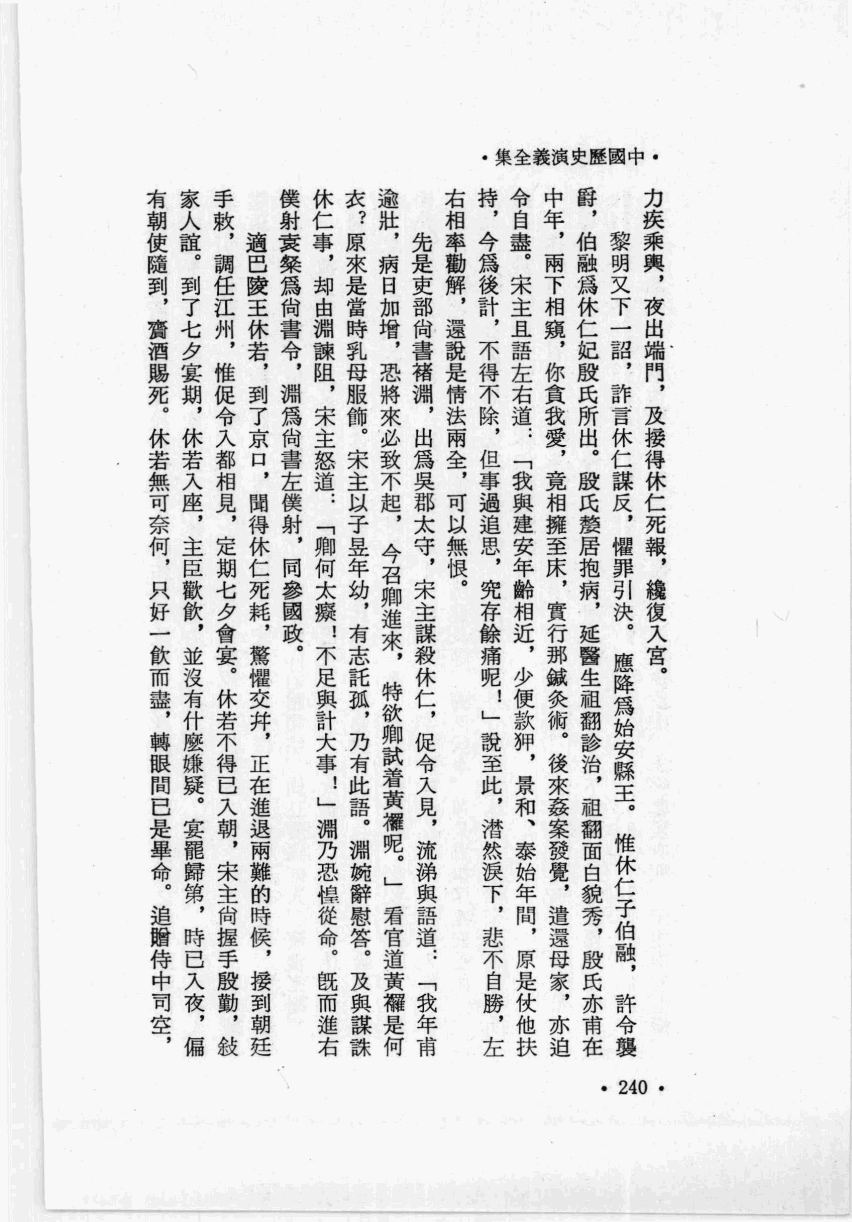 ・中國歷史演義全集・
力疾乘輿，夜出端門，及接得休仁死報，纔復入宮。
黎明又下一詔，詐言休仁謀反，懼罪引決。應降爲始安縣王。惟休仁子伯融，許令襲
爵，伯融爲休仁妃殷氏所出。殷氏嫠居抱病，延醫生祖翻診治，祖翻面白貌秀，殷氏亦甫在
中年，兩下相窺，你貪我愛，竟相擁至床，實行那鍼灸術。後來姦案發覺，遣還母家，亦迫
令自盡。宋主且語左右道：「我與建安年齡相近，少便款狎，景和、泰始年間，原是仗他扶
持，今爲後計，不得不除，但事過追思，究存餘痛呢！」說至此，潸然淚下，悲不自勝，左
右相率勸解，還說是情法兩全，可以無恨。
先是吏部尙書褚淵，出爲吳郡太守，宋主謀殺休仁，促令入見，流涕與語道：「我年甫
逾壯，病日加增，恐將來必致不起，今召卿進來，特欲卿試着黃襬呢。」看官道黃襬是何
衣？原來是當時乳母服飾。宋主以子昱年幼，有志託孤，乃有此語。淵婉辭慰答。及與謀誅
休仁事，却由淵諫阻，宋主怒道：「卿何太癡！不足與計大事！」淵乃恐惶從命。旣而進右
僕射袁粲爲尙書令，淵爲尙書左僕射，同參國政。
適巴陵王休若，到了京口，聞得休仁死耗，驚懼交幷，正在進退兩難的時候，接到朝廷
手敕，調任江州，惟促令入都相見，定期七夕會宴。休若不得已入朝，宋主尙握手殷勤，敍
家人誼。到了七夕宴期，休若入座，主臣歡飲，並沒有什麼嫌疑。宴罷歸第，時已入夜，偏
有朝使隨到，齎酒賜死。休若無可奈何，只好一飲而盡，轉眼間已是畢命。追贈侍中司空，
・240・